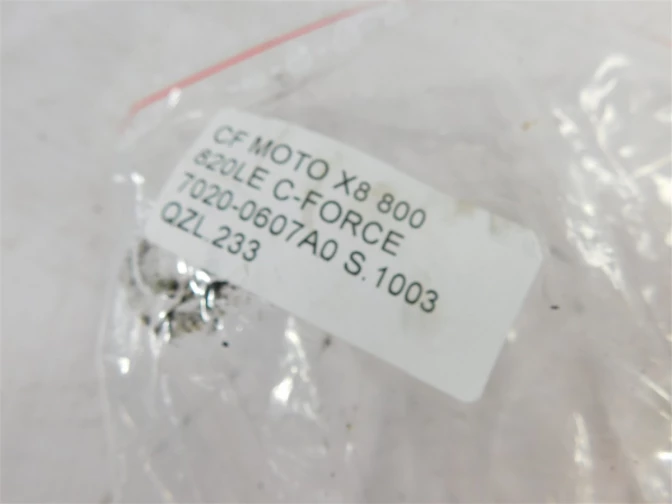 CF MOTO X8 800
820LE C-FORCE
7020-0607A0 S.1003
QZL 233